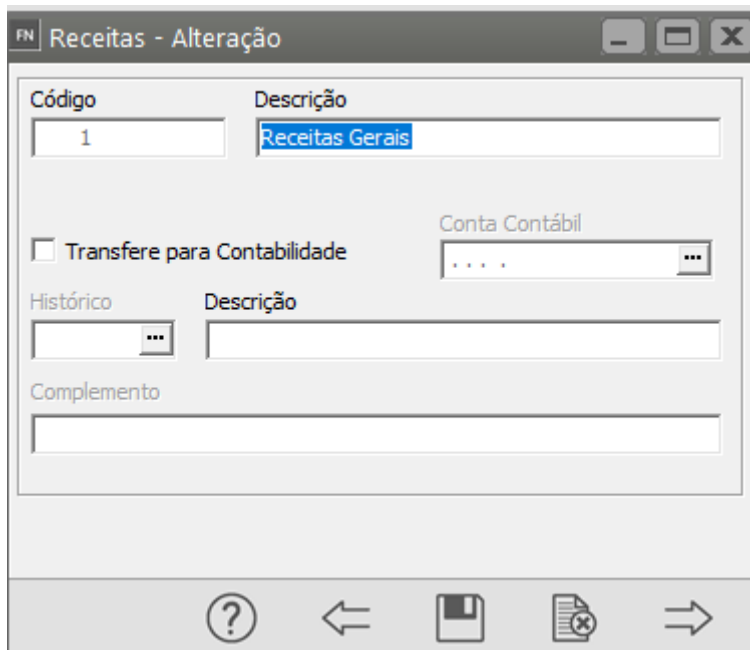 FN Receitas - Alteração
Código Descrição
1 Receitas Gerais
Conta Contábil
Transfere para Contabilidade . . . . ...
Histórico Descrição
...
Complemento
?